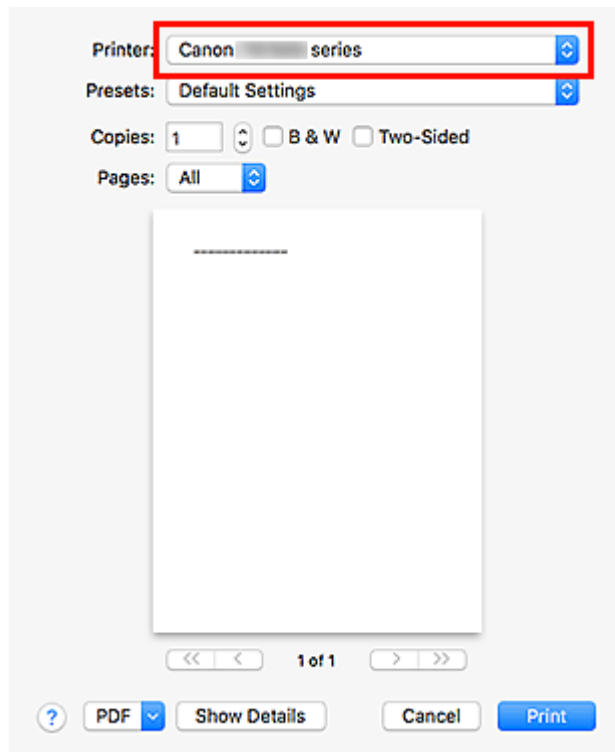 Printer: Canon series
Presets: Default Settings
Copies: 1 B & W Two-Sided
Pages: All
-------------
1 of 1
? PDF Show Details Cancel Print